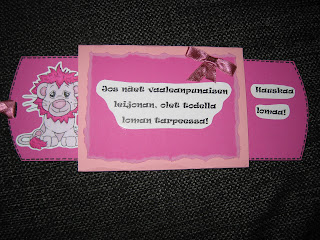 Jos näet vaaleanpunaisen
leijonan, olet todella
loman tarpeessa!
Hauskaa
lomaa!